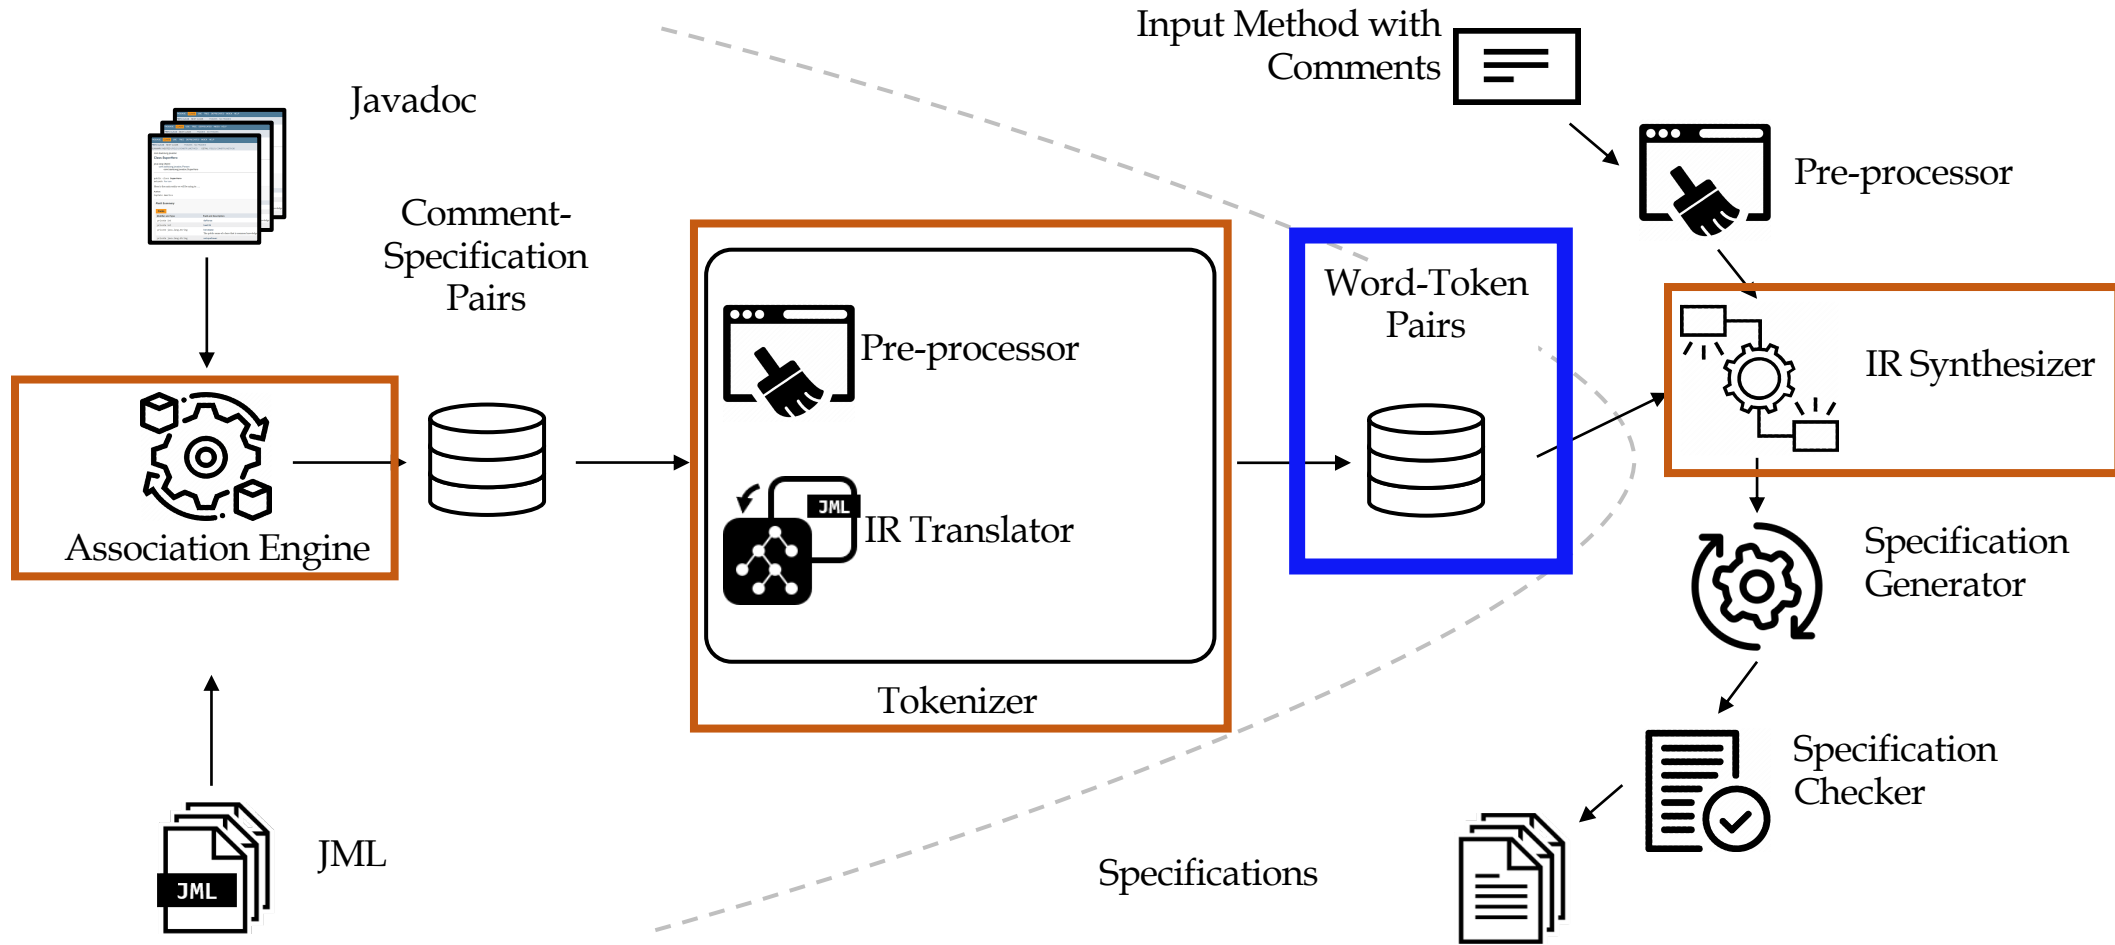 Input Method with
Comments
Javadoc
Pre-processor
Comment-
Specification
Pairs
Word-Token
Pairs
Pre-processor
IR Synthesizer
JML
IR Translator
Association Engine
Specification
Generator
Tokenizer
Specification
Checker
JML
JML
Specifications